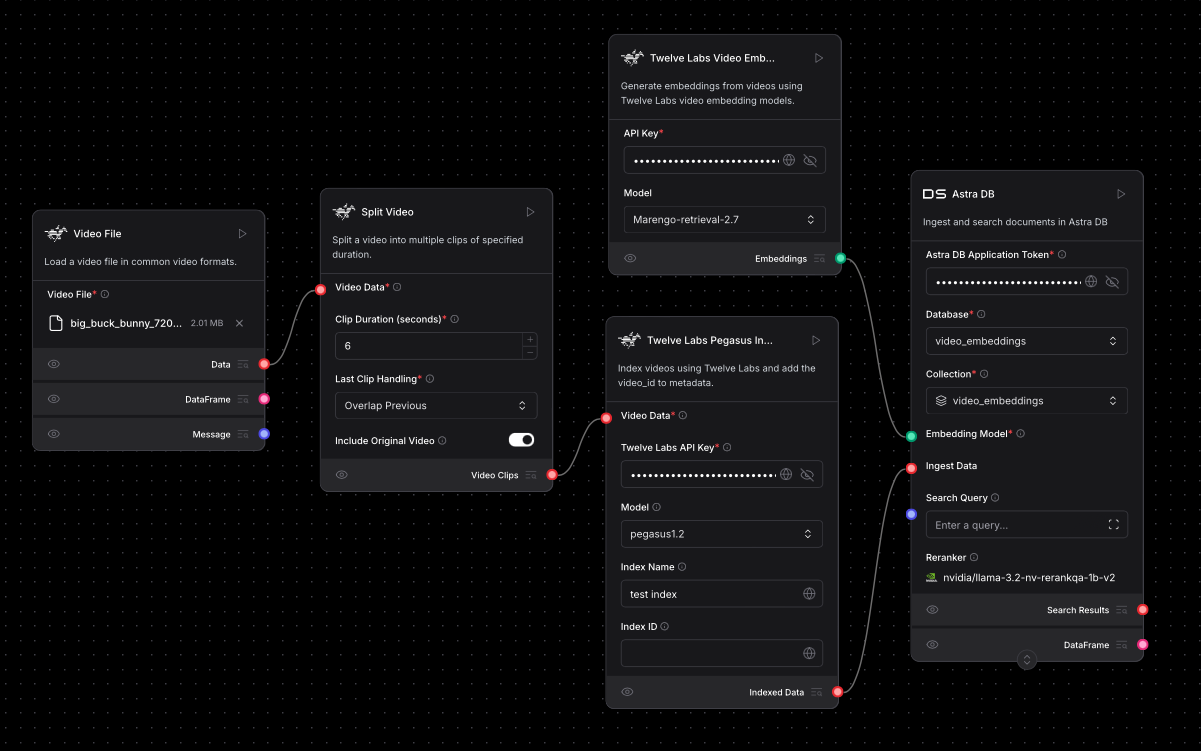 Video File
Load a video file in common video formats.
Video File*
big_buck_bunny_720... 2.01 MB
Data
DataFrame
Message
Split Video
Split a video into multiple clips of specified
duration.
Video Data*
Clip Duration (seconds)*
6
Last Clip Handling*
Overlap Previous
Include Original Video
Video Clips
Twelve Labs Video Emb...
Generate embeddings from videos using
Twelve Labs video embedding models.
API Key*
Model
Marengo-retrieval-2.7
Embeddings
Twelve Labs Pegasus In...
Index videos using Twelve Labs and add the
video_id to metadata.
Video Data*
Twelve Labs API Key*
Model
pegasus1.2
Index Name
test index
Index ID
Indexed Data
DS Astra DB
Ingest and search documents in Astra DB
Astra DB Application Token*
Database*
video_embeddings
Collection*
video_embeddings
Embedding Model*
Ingest Data
Search Query
Enter a query...
Reranker
nvidia/llama-3.2-nv-rerankqa-1b-v2
Search Results
DataFrame